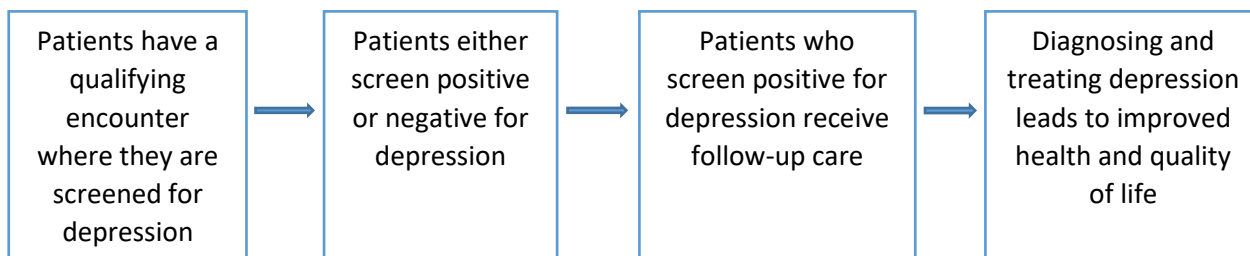 Patients have a
qualifying
encounter
where they are
screened for
depression
Patients either
screen positive
or negative for
depression
Patients who
screen positive for
depression receive
follow-up care
Diagnosing and
treating depression
leads to improved
health and quality
of life